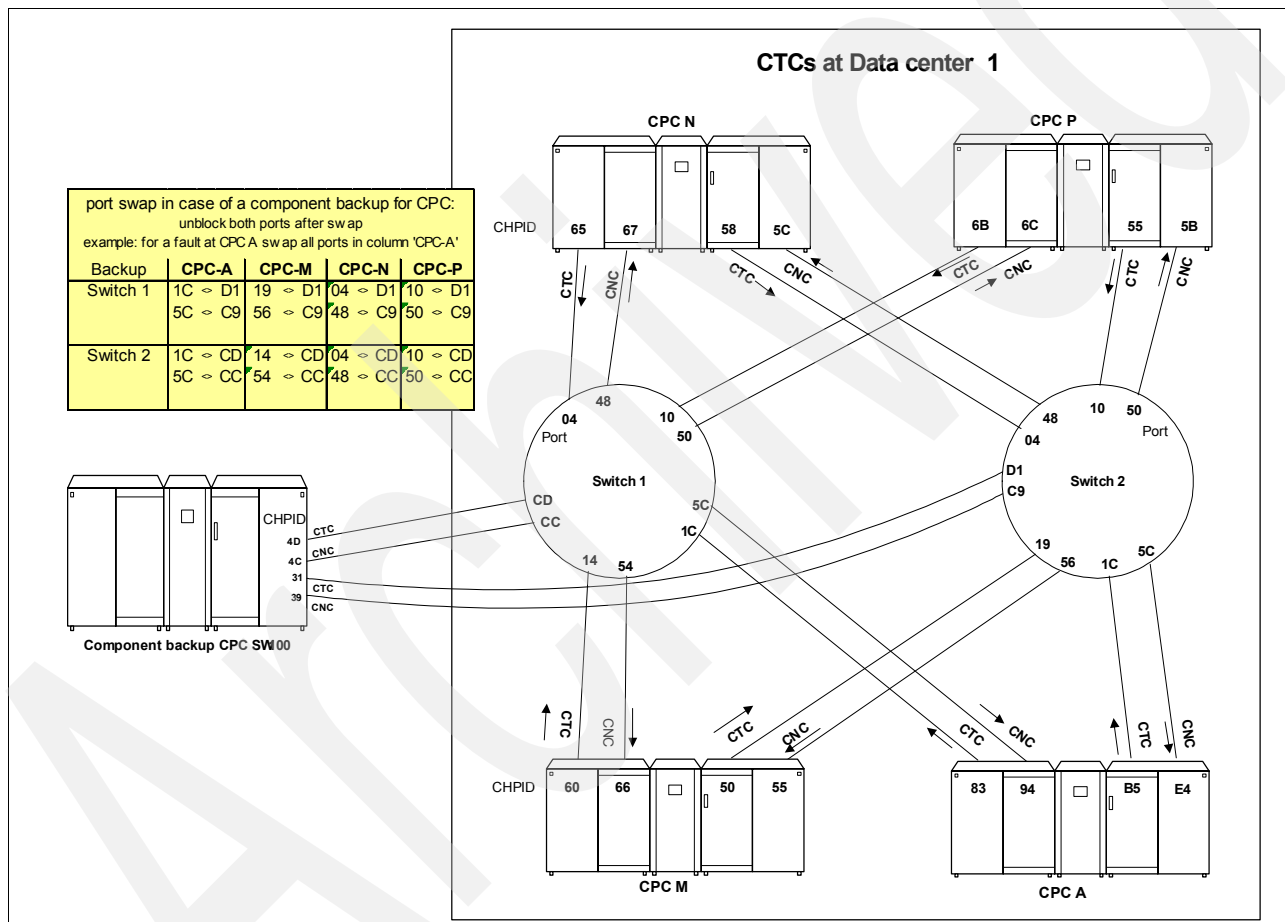 CTCs at Data center 1
CPC N
CPC P
port swap in case of a component backup for CPC:
unblock both ports after swap
example: for a fault at CPC A swap all ports in column 'CPC-A'
Backup CPC-A CPC-M CPC-N CPC-P
Switch 1 1C <> D1 19 <> D1 04 <> D1 10 <> D1
5C <> C9 56 <> C9 48 <> C9 50 <> C9
Switch 2 1C <> CD 14 <> CD 04 <> CD 10 <> CD
5C <> CC 54 <> CC 48 <> CC 50 <> CC
CHPID 65 67 58 5C
6B 6C 55 5B
CTC CNC CTC CNC
CTC CNC CTC CNC
04 48 10 50
Port
Switch 1
CD
CC
14 54
1C
5C
48
04
10 50
Port
Switch 2
D1
C9
19
56
1C
5C
CHPID
4D CTC
4C CNC
31 CTC
39 CNC
Component backup CPC SW100
CTC CNC CTC CNC
CTC CNC CTC CNC
CHPID 60 66 50 55
83 94 B5 E4
CPC M
CPC A
Archived